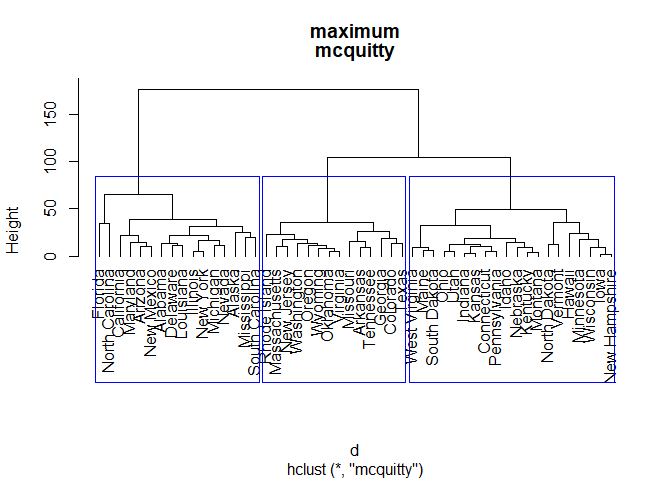 maximum
mcquitty
Height
0
50
100
150
Florida
North Carolina
California
Maryland
Arizona
New Mexico
Alabama
Delaware
Louisiana
Illinois
New York
Michigan
Nevada
Alaska
Mississippi
South Carolina
Rhode Island
Massachusetts
New Jersey
Washington
Oregon
Wyoming
Oklahoma
Virginia
Missouri
Arkansas
Tennessee
Georgia
Colorado
Texas
West Virginia
Maine
South Dakota
Ohio
Utah
Indiana
Kansas
Connecticut
Pennsylvania
Idaho
Nebraska
Kentucky
Montana
North Dakota
Vermont
Hawaii
Minnesota
Wisconsin
Iowa
New Hampshire
d
hclust (*, "mcquitty")